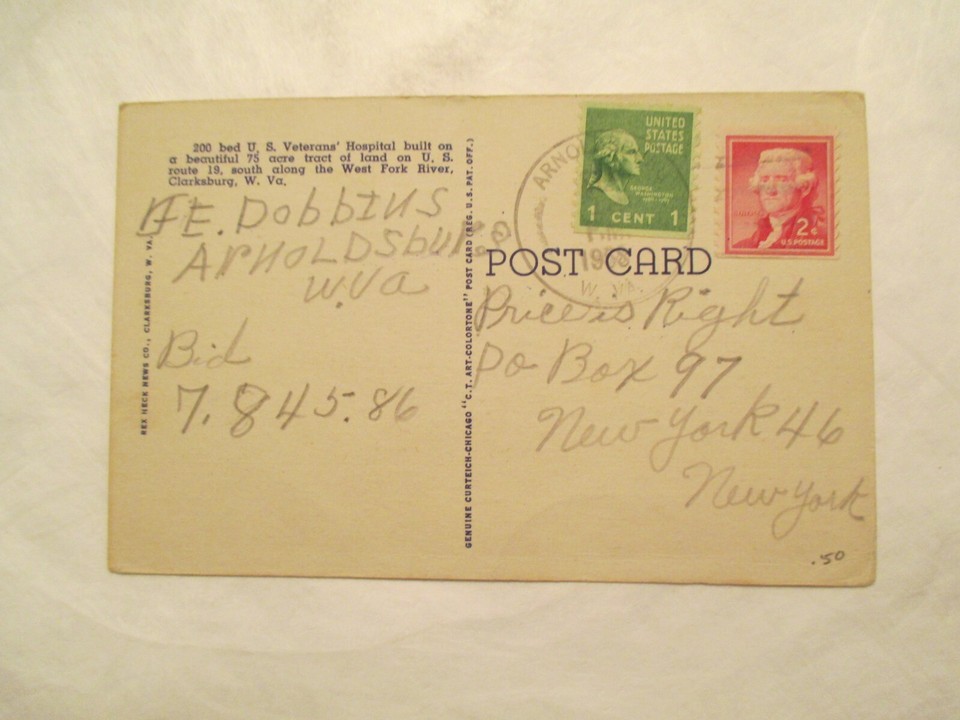 200 bed U. S. Veterans' Hospital built on
a beautiful 75 acre tract of land on U. S.
route 19, south along the West Fork River,
Clarksburg, W. Va.
E. Dobbins
ARNOLDSbURG
W.Va
Bid
7,845.86
REX HECK NEWS CO., CLARKSBURG, W. VA.
GENUINE CURTEICH-CHICAGO "C.T. ART-COLORTONE" POST CARD (REG. U.S. PAT. OFF.)
ARNOL
W. VA.
UNITED
STATES
POSTAGE
GEORGE
WASHINGTON
1 CENT 1
2¢
U.S. POSTAGE
POST CARD
Price is Right
PO Box 97
New York 46
New York
.50